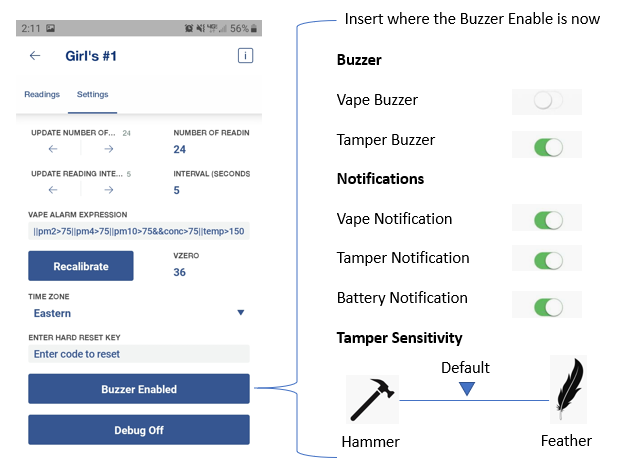 2:11 56%
Girl's #1
i
Readings Settings
UPDATE NUMBER OF... 24 NUMBER OF READIN
← → 24
UPDATE READING INTE... 5 INTERVAL (SECONDS
← → 5
VAPE ALARM EXPRESSION
||pm2>75||pm4>75||pm10>75&&conc>75||temp>150
Recalibrate
VZERO
36
TIME ZONE
Eastern
ENTER HARD RESET KEY
Enter code to reset
Buzzer Enabled
Debug Off
Insert where the Buzzer Enable is now
Buzzer
Vape Buzzer
Tamper Buzzer
Notifications
Vape Notification
Tamper Notification
Battery Notification
Tamper Sensitivity
Default
Hammer Feather